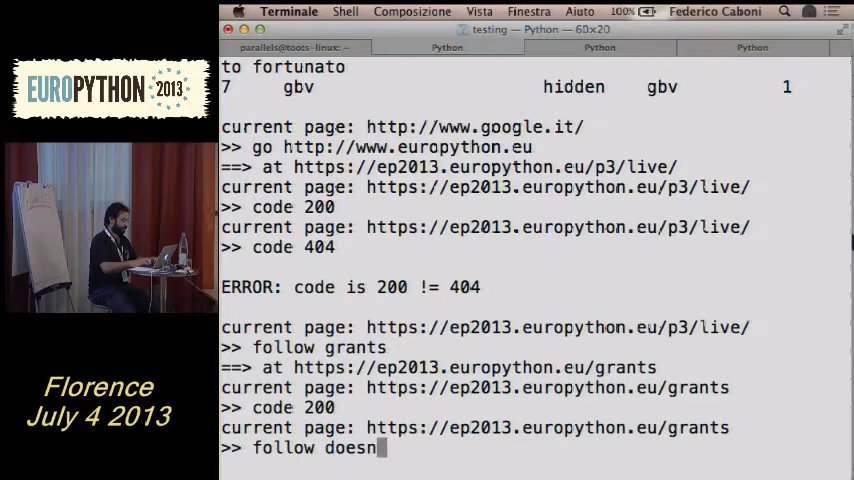 Terminale Shell Composizione Vista Finestra Aiuto 100% Federico Caboni
testing — Python — 60×20
parallels@toots-linux: ~ Python Python Python
EUROPYTHON 2013
to fortunato
7 gbv hidden gbv 1
current page: http://www.google.it/
>> go http://www.europython.eu
==> at https://ep2013.europython.eu/p3/live/
current page: https://ep2013.europython.eu/p3/live/
>> code 200
current page: https://ep2013.europython.eu/p3/live/
>> code 404
ERROR: code is 200 != 404
current page: https://ep2013.europython.eu/p3/live/
>> follow grants
==> at https://ep2013.europython.eu/grants
current page: https://ep2013.europython.eu/grants
>> code 200
current page: https://ep2013.europython.eu/grants
>> follow doesn
Florence
July 4 2013